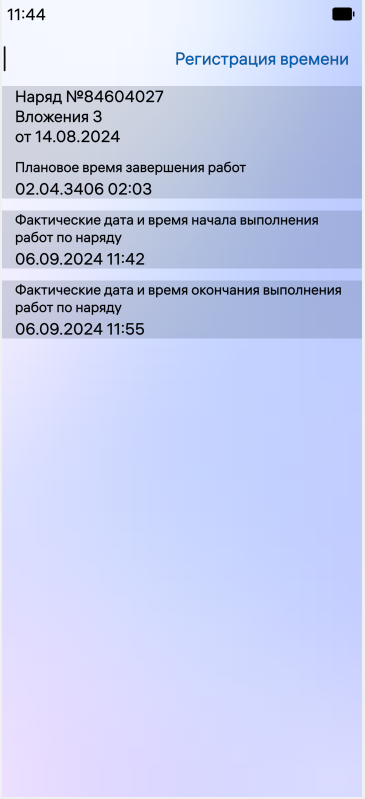 11:44
Регистрация времени
Наряд №84604027
Вложения 3
от 14.08.2024
Плановое время завершения работ
02.04.3406 02:03
Фактические дата и время начала выполнения
работ по наряду
06.09.2024 11:42
Фактические дата и время окончания выполнения
работ по наряду
06.09.2024 11:55